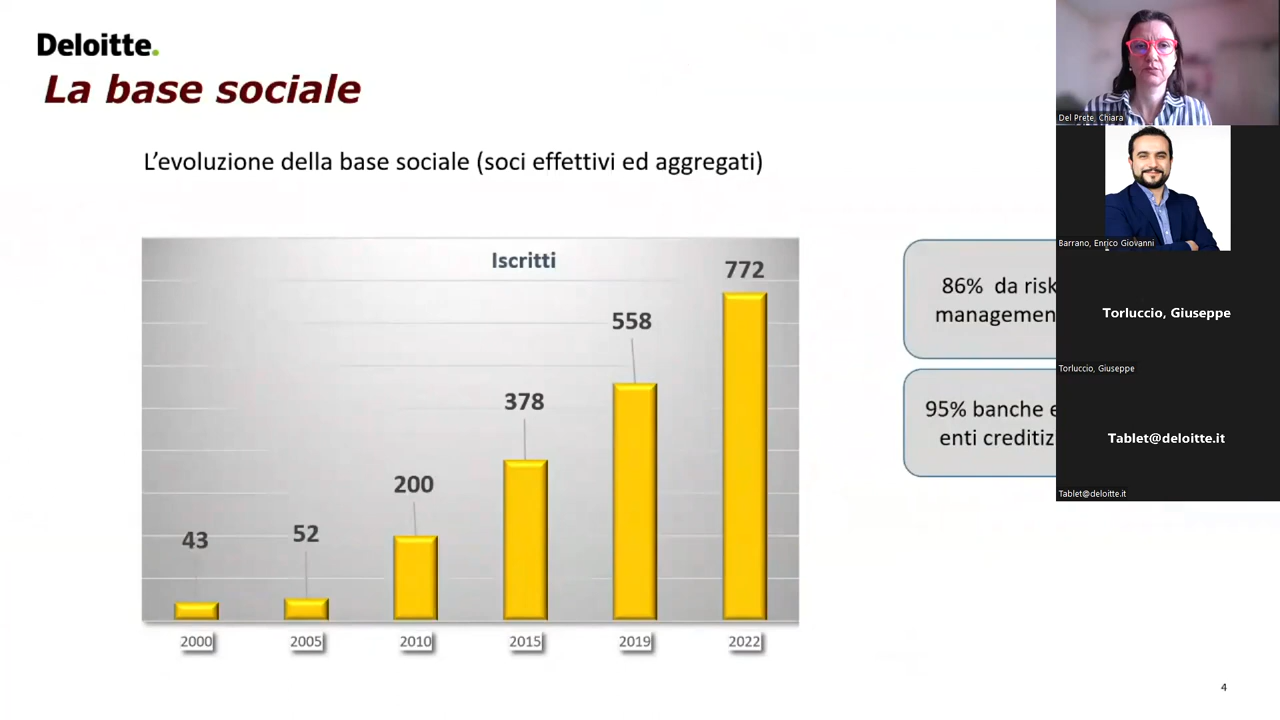 Deloitte.
La base sociale
L’evoluzione della base sociale (soci effettivi ed aggregati)
Iscritti
43
52
200
378
558
772
2000
2005
2010
2015
2019
2022
86% da risk
managemen
95% banche e
enti creditiz
4
Del Prete, Chiara
Barrano, Enrico Giovanni
Torluccio, Giuseppe
Torluccio, Giuseppe
Tablet@deloitte.it
Tablet@deloitte.it